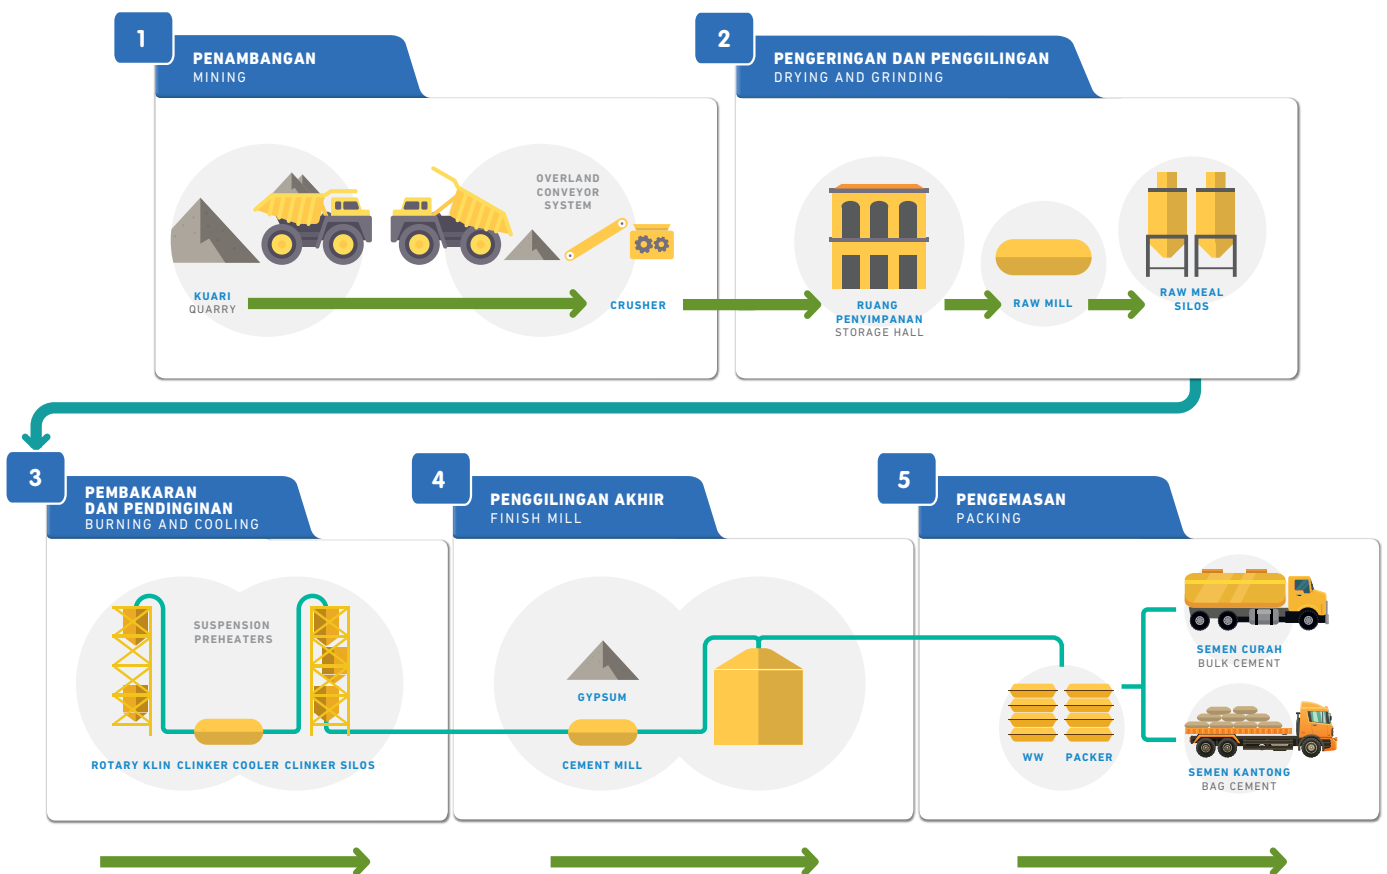 1
PENAMBANGAN
MINING
OVERLAND
CONVEYOR
SYSTEM
KUARI
QUARRY
CRUSHER
2
PENGERINGAN DAN PENGGILINGAN
DRYING AND GRINDING
RUANG
PENYIMPANAN
STORAGE HALL
RAW MILL
RAW MEAL
SILOS
3
PEMBAKARAN
DAN PENDINGINAN
BURNING AND COOLING
SUSPENSION
PREHEATERS
ROTARY KLIN CLINKER COOLER CLINKER SILOS
4
PENGGILINGAN AKHIR
FINISH MILL
GYPSUM
CEMENT MILL
5
PENGEMASAN
PACKING
WW PACKER
SEMEN CURAH
BULK CEMENT
SEMEN KANTONG
BAG CEMENT